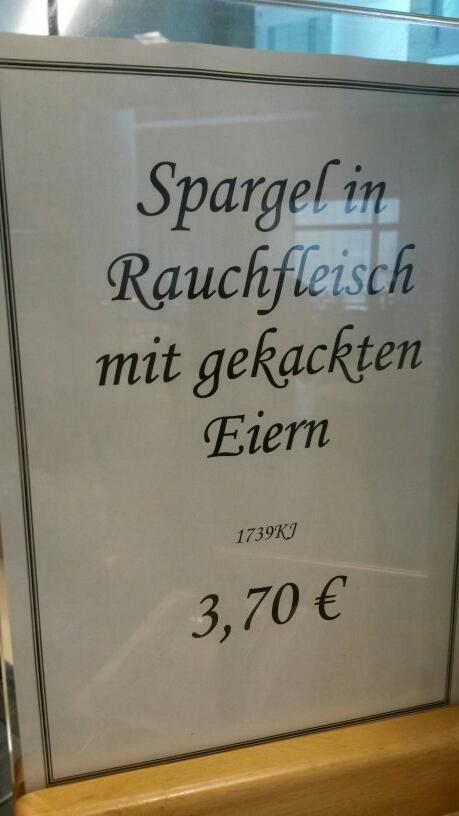 Spargel in
Rauchfleisch
mit gekackten
Eiern
1739KJ
3,70 €